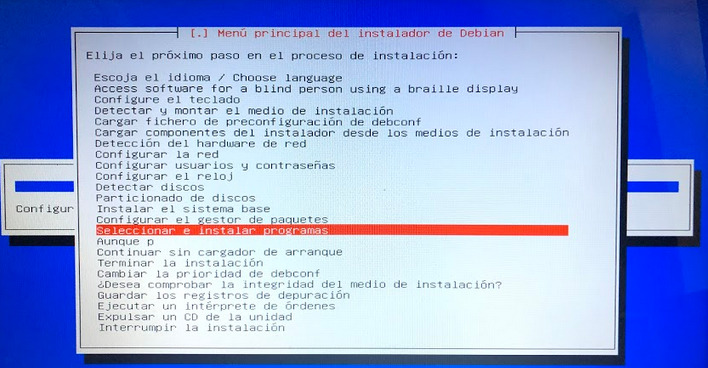 [.] Menú principal del instalador de Debian
Elija el próximo paso en el proceso de instalación:
Escoja el idioma / Choose language
Access software for a blind person using a braille display
Configure el teclado
Detectar y montar el medio de instalación
Cargar fichero de preconfiguración de debconf
Cargar componentes del instalador desde los medios de instalación
Detección del hardware de red
Configurar la red
Configurar usuarios y contraseñas
Configurar el reloj
Detectar discos
Particionado de discos
Instalar el sistema base
Configurar el gestor de paquetes
Seleccionar e instalar programas
Aunque p
Continuar sin cargador de arranque
Terminar la instalación
Cambiar la prioridad de debconf
¿Desea comprobar la integridad del medio de instalación?
Guardar los registros de depuración
Ejecutar un intérprete de órdenes
Expulsar un CD de la unidad
Interrumpir la instalación
Configur